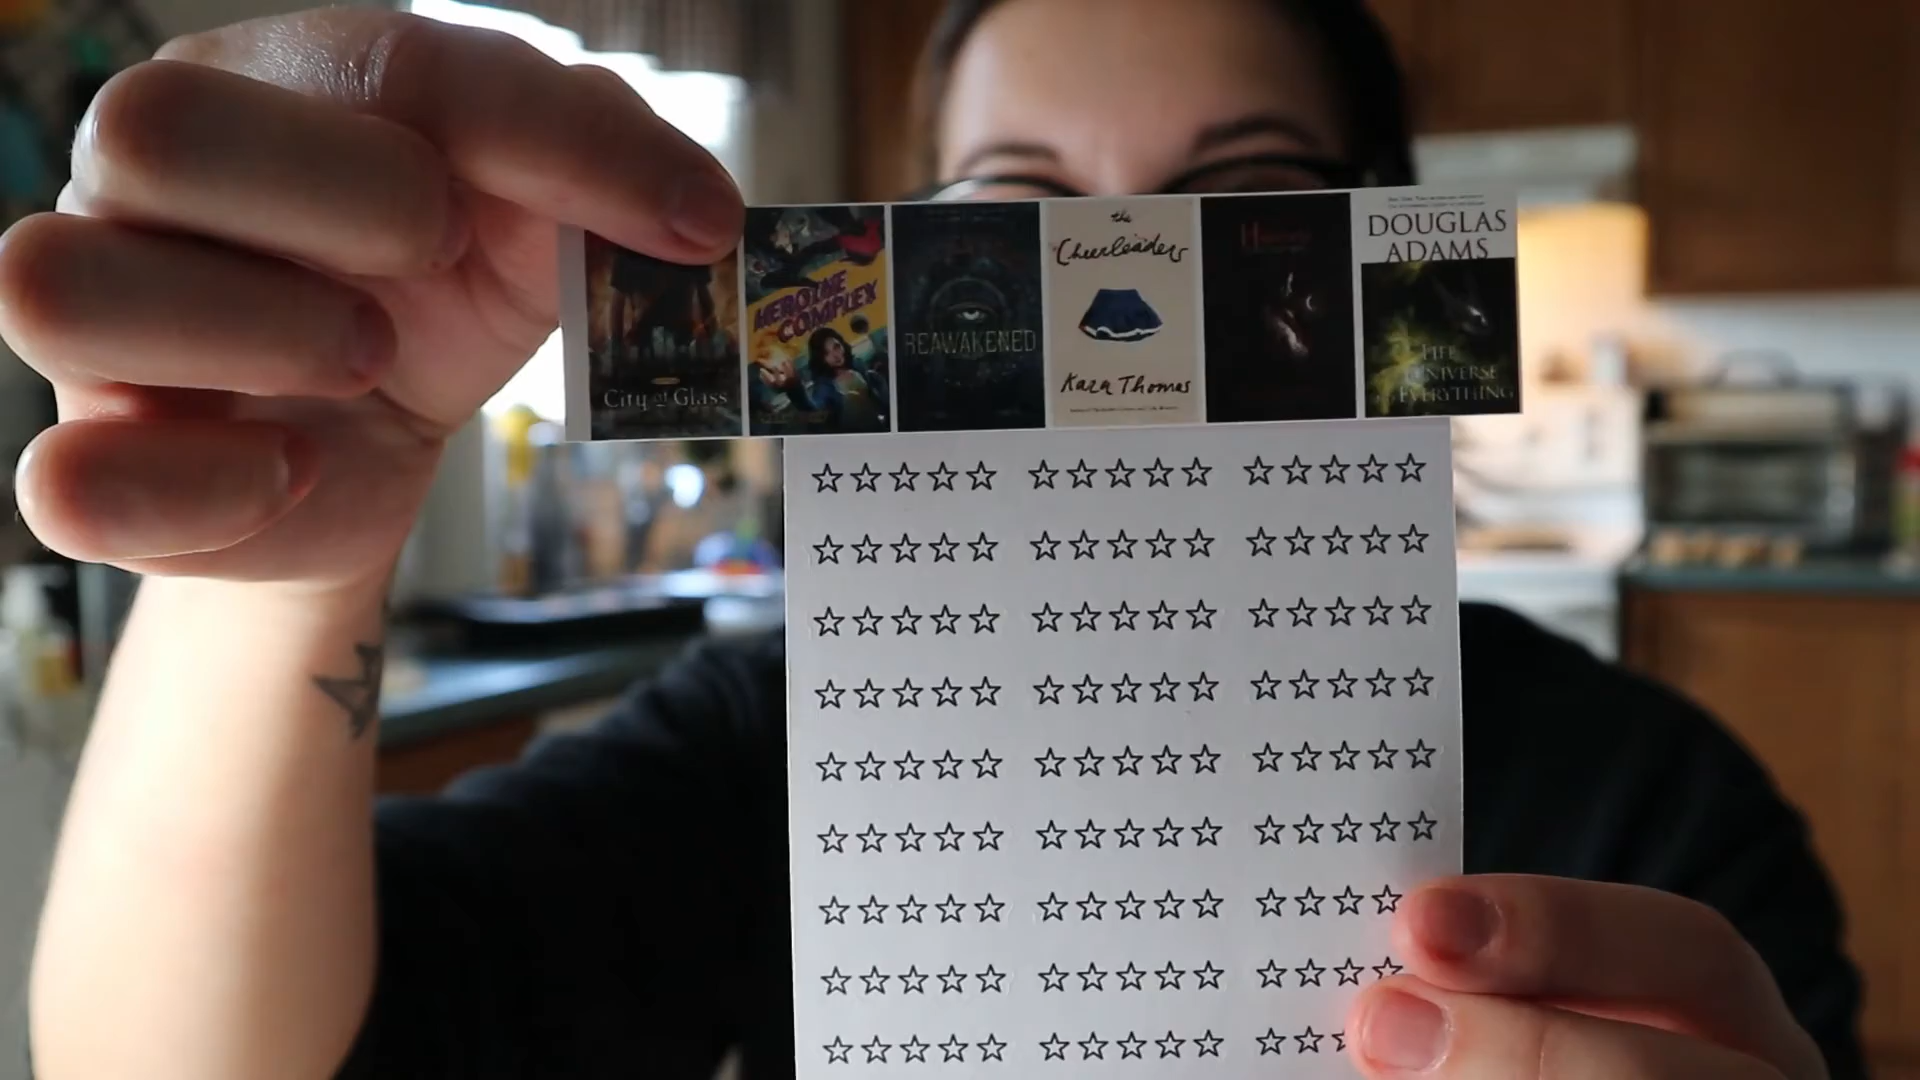 City of Glass
HEROINE
COMPLEX
REAWAKENED
the
Cheerleaders
Kara Thomas
DOUGLAS
ADAMS
LIFE
UNIVERSE
EVERYTHING